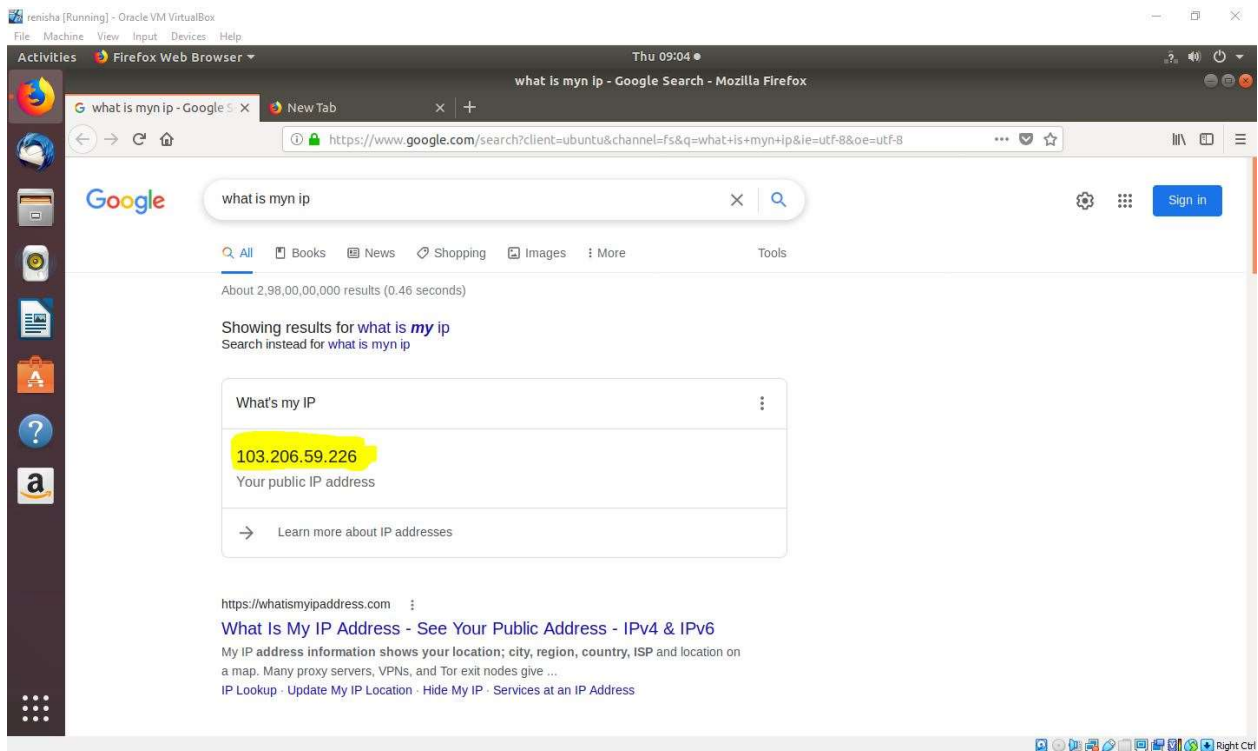 renisha [Running] - Oracle VM VirtualBox
File Machine View Input Devices Help
Activities Firefox Web Browser Thu 09:04
what is myn ip - Google Search - Mozilla Firefox
what is myn ip - Google S New Tab
https://www.google.com/search?client=ubuntu&channel=fs&q=what+is+myn+ip&ie=utf-8&oe=utf-8
Google what is myn ip Sign in
All Books News Shopping Images More Tools
About 2,98,00,00,000 results (0.46 seconds)
Showing results for what is my ip
Search instead for what is myn ip
What's my IP
103.206.59.226
Your public IP address
Learn more about IP addresses
https://whatismyipaddress.com
What Is My IP Address - See Your Public Address - IPv4 & IPv6
My IP address information shows your location; city, region, country, ISP and location on
a map. Many proxy servers, VPNs, and Tor exit nodes give ...
IP Lookup · Update My IP Location · Hide My IP · Services at an IP Address
Right Ctrl